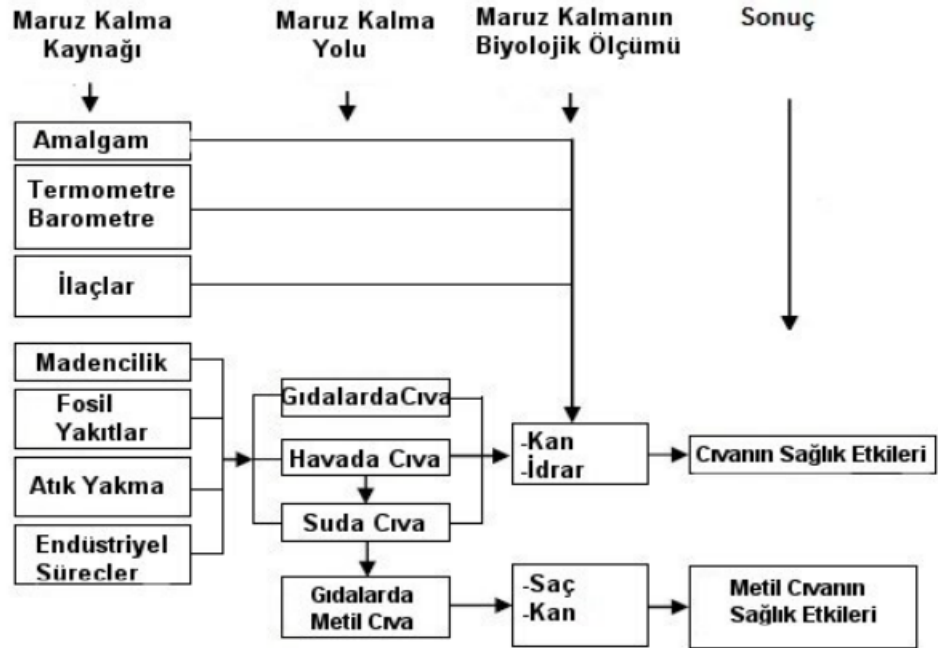 Maruz Kalma
Kaynağı
Maruz Kalma
Yolu
Maruz Kalmanın
Biyolojik Ölçümü
Sonuç
Amalgam
Termometre
Barometre
İlaçlar
Madencilik
Fosil
Yakıtlar
Atık Yakma
Endüstriyel
Sürecler
GıdalardaCıva
Havada Cıva
Suda Cıva
Gıdalarda
Metil Cıva
-Kan
-İdrar
-Saç
-Kan
Cıvanın Sağlık Etkileri
Metil Cıvanın
Sağlık Etkileri